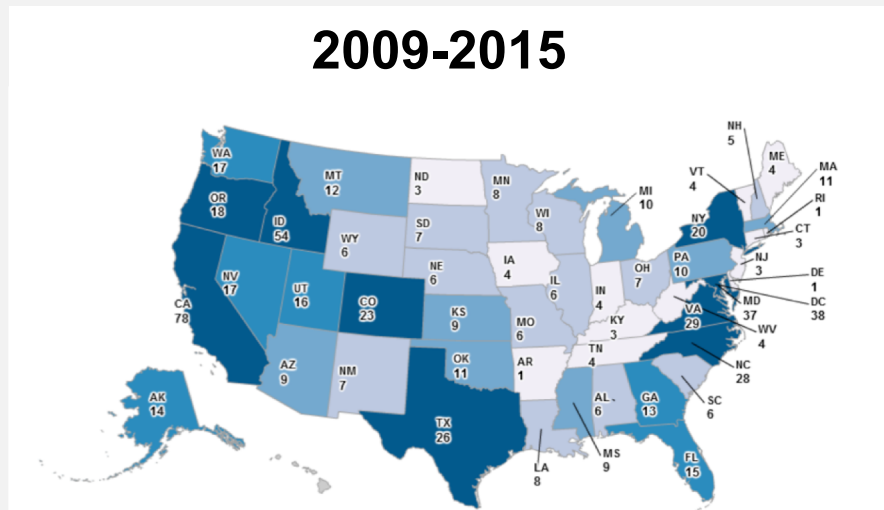 2009-2015
NH
5
ME
4
WA
17
MA
11
VT
4
MT
12
ND
3
MN
8
MI
10
RI
1
OR
18
ID
54
WI
8
NY
20
CT
3
SD
7
WY
6
PA
10
NJ
3
IA
4
NE
6
OH
7
DE
1
NV
17
UT
16
IL
6
IN
4
MD
37
DC
38
CA
78
CO
23
VA
29
KS
9
MO
6
KY
3
WV
4
TN
4
OK
11
AR
1
NC
28
AZ
9
NM
7
AL
6
GA
13
SC
6
AK
14
TX
26
MS
9
LA
8
FL
15